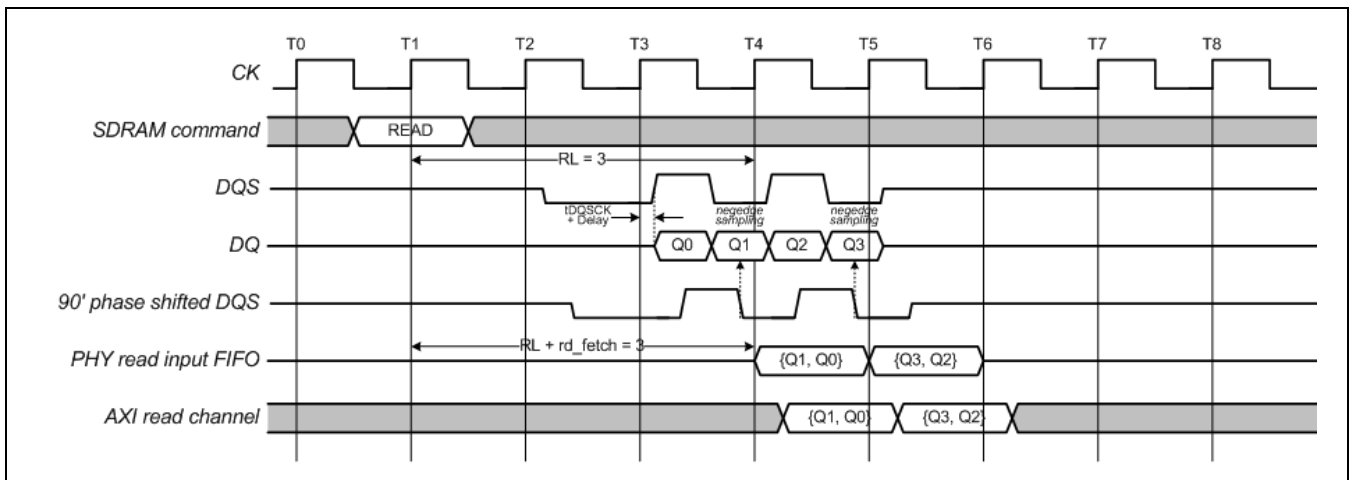 T0 T1 T2 T3 T4 T5 T6 T7 T8
CK
SDRAM command READ
RL = 3
DQS
tDQSCK
+ Delay
negedge
sampling
negedge
sampling
DQ Q0 Q1 Q2 Q3
90' phase shifted DQS
RL + rd_fetch = 3
PHY read input FIFO {Q1, Q0} {Q3, Q2}
AXI read channel {Q1, Q0} {Q3, Q2}